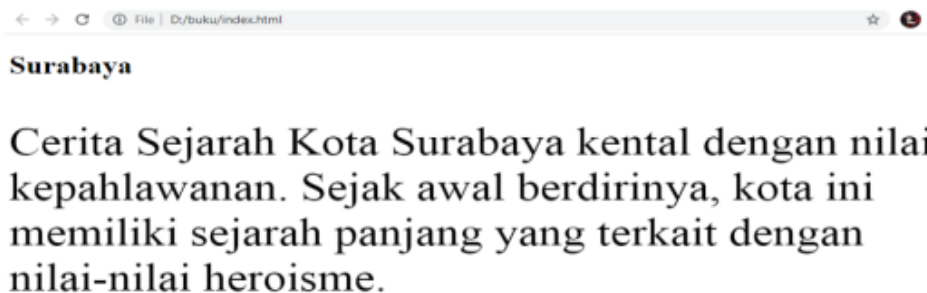 File | D:/buku/index.html
Surabaya
Cerita Sejarah Kota Surabaya kental dengan nilai
kepahlawanan. Sejak awal berdirinya, kota ini
memiliki sejarah panjang yang terkait dengan
nilai-nilai heroisme.